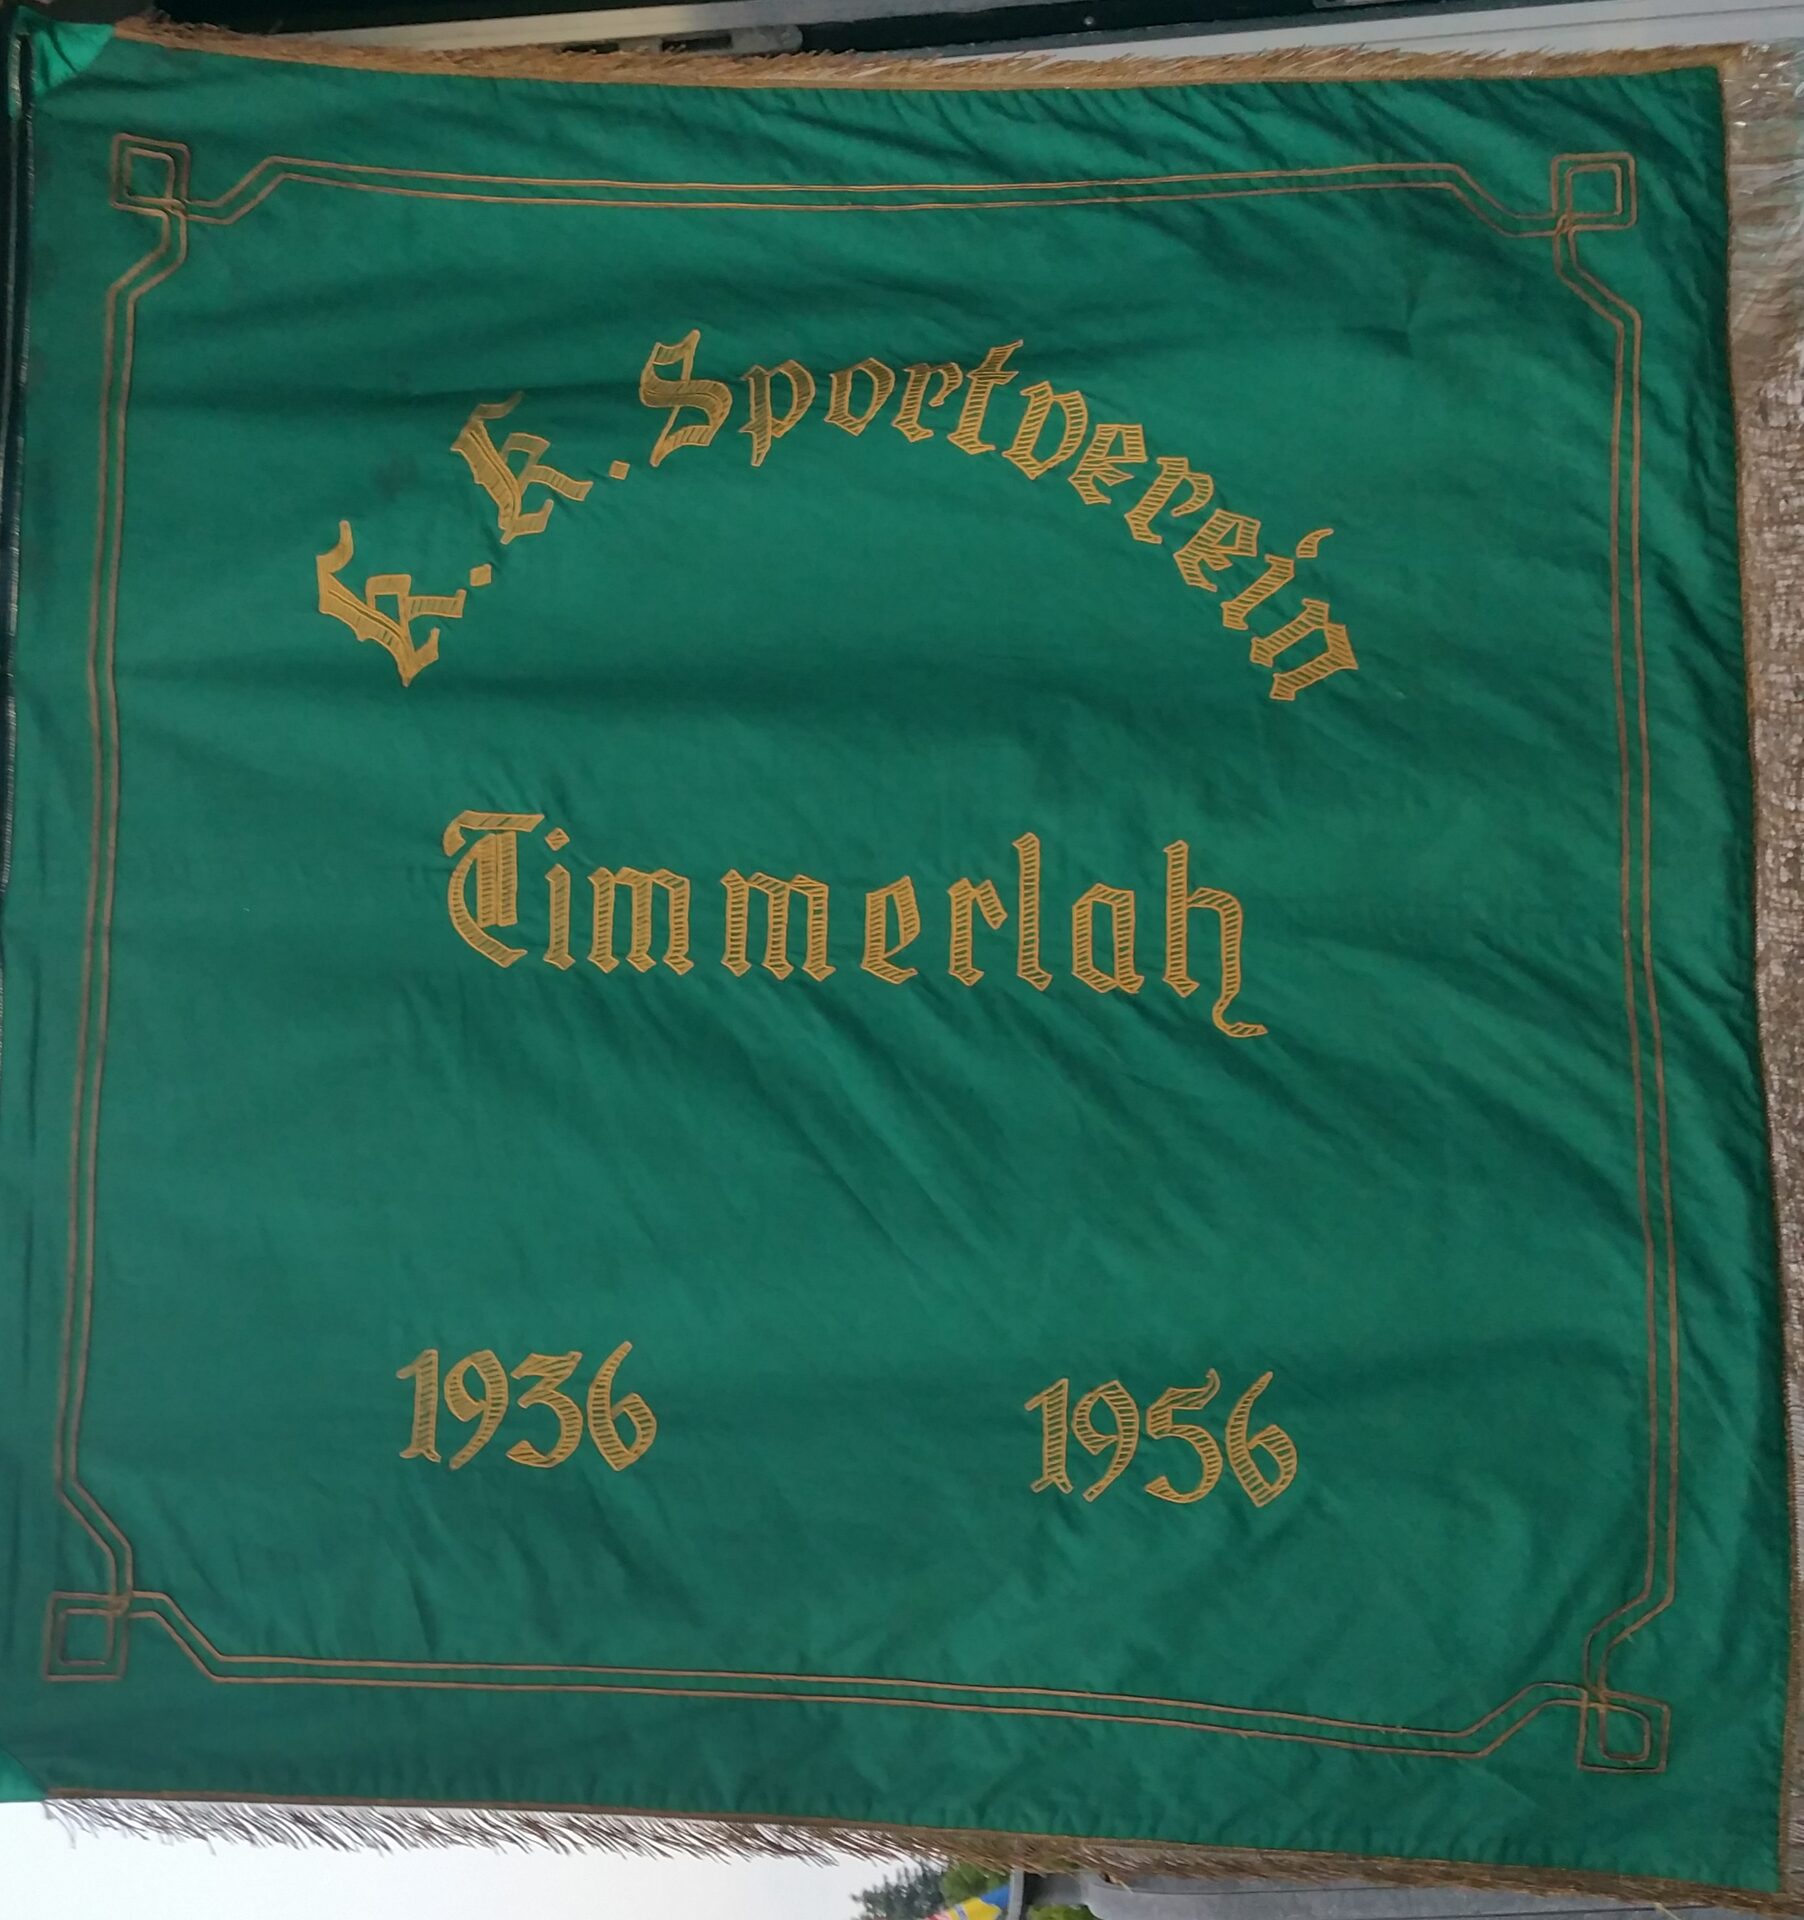 K. K. Sportverein
Timmerlah
1936 1956